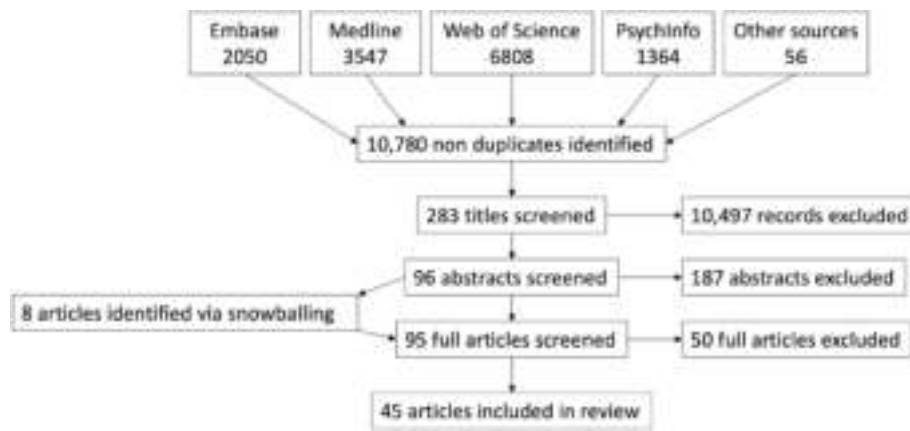 Embase
2050
Medline
3547
Web of Science
6808
PsychInfo
1364
Other sources
56
10,780 non duplicates identified
283 titles screened
10,497 records excluded
96 abstracts screened
187 abstracts excluded
8 articles identified via snowballing
95 full articles screened
50 full articles excluded
45 articles included in review